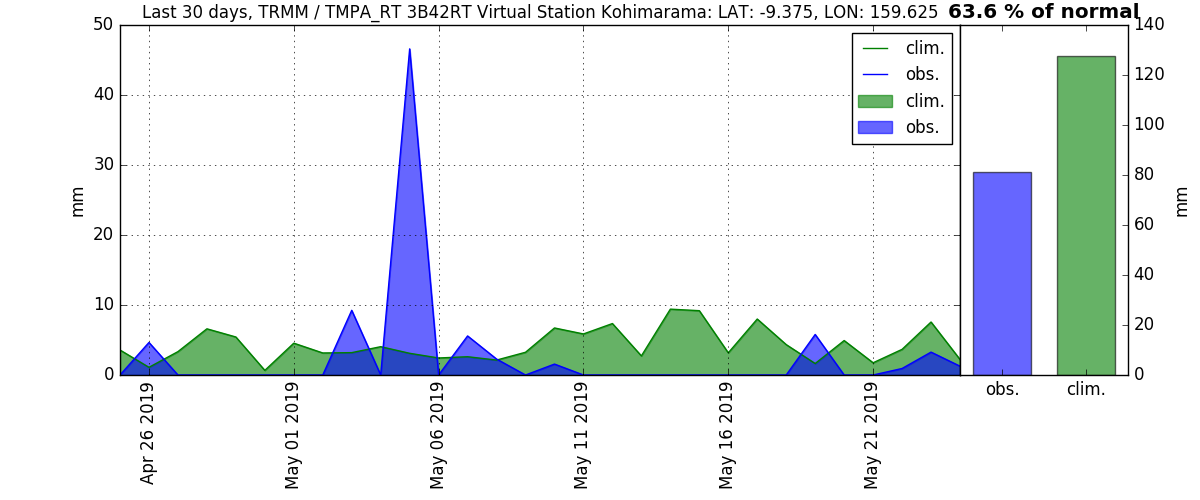 Last 30 days, TRMM / TMPA_RT 3B42RT Virtual Station Kohimarama: LAT: -9.375, LON: 159.625
63.6 % of normal
50
40
30
20
10
0
mm
clim.
obs.
clim.
obs.
140
120
100
80
60
40
20
0
mm
Apr 26 2019
May 01 2019
May 06 2019
May 11 2019
May 16 2019
May 21 2019
obs.
clim.